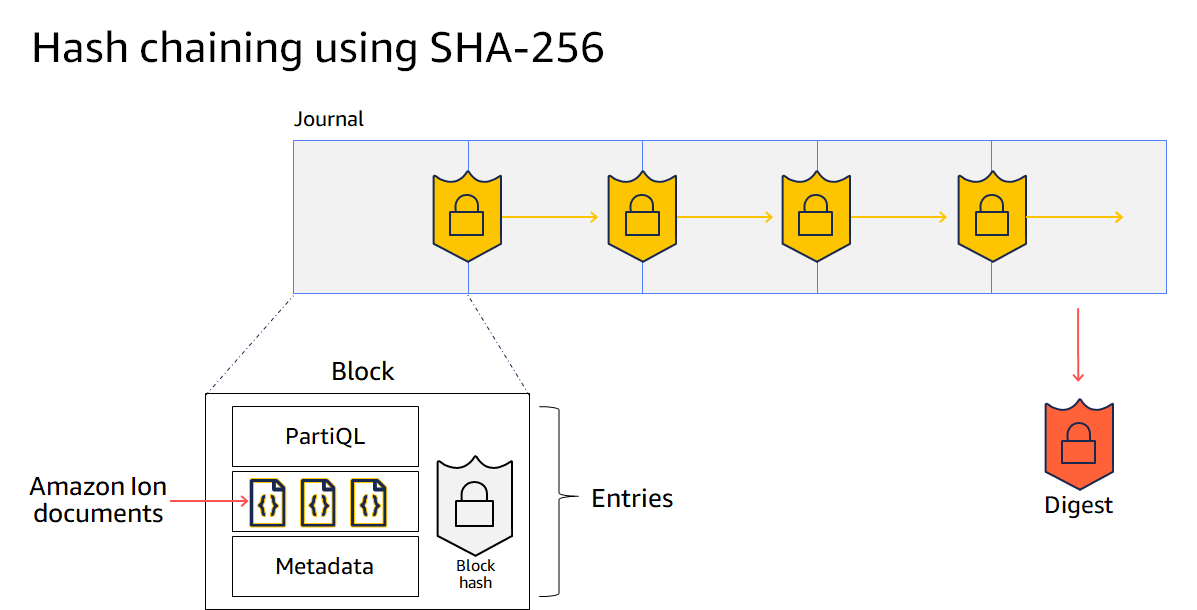 Hash chaining using SHA-256
Journal
Block
PartiQL
Amazon Ion
documents
Metadata
Block
hash
Entries
Digest